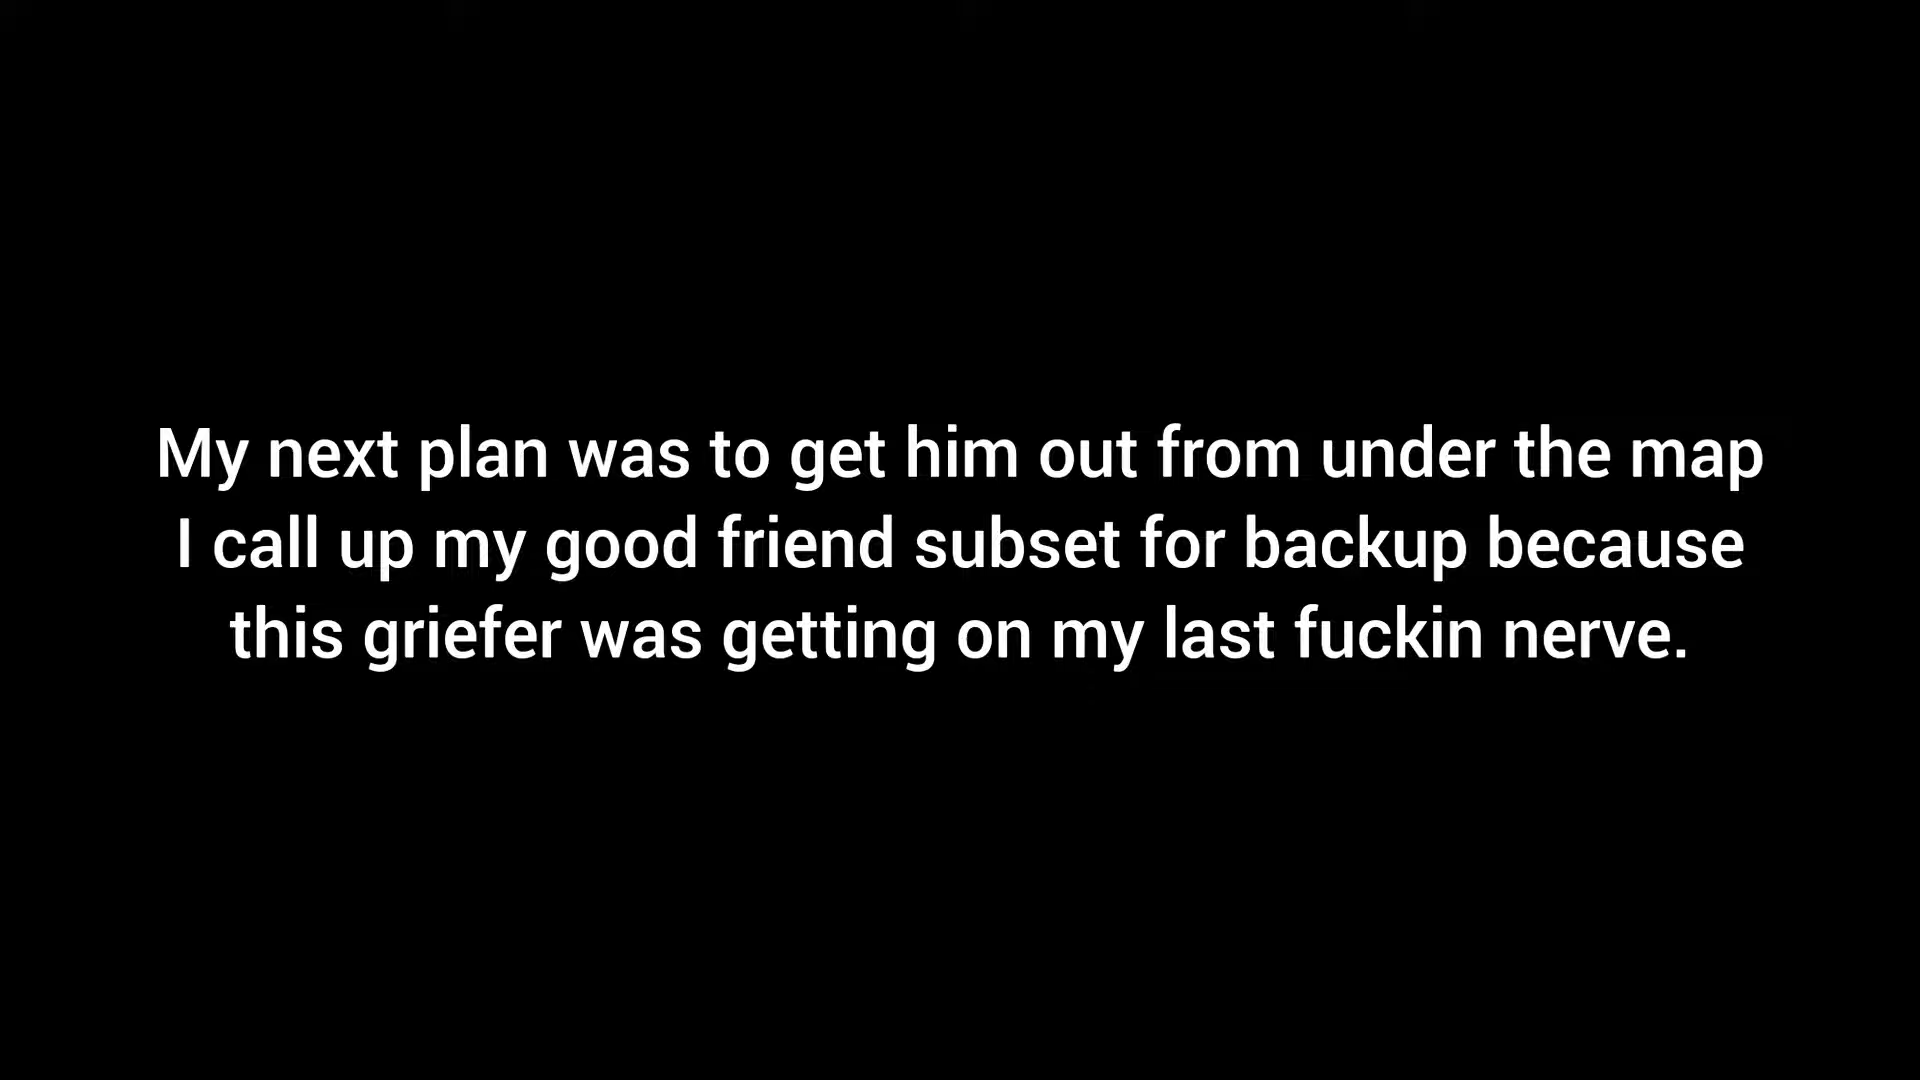 My next plan was to get him out from under the map
I call up my good friend subset for backup because
this griefer was getting on my last fuckin nerve.